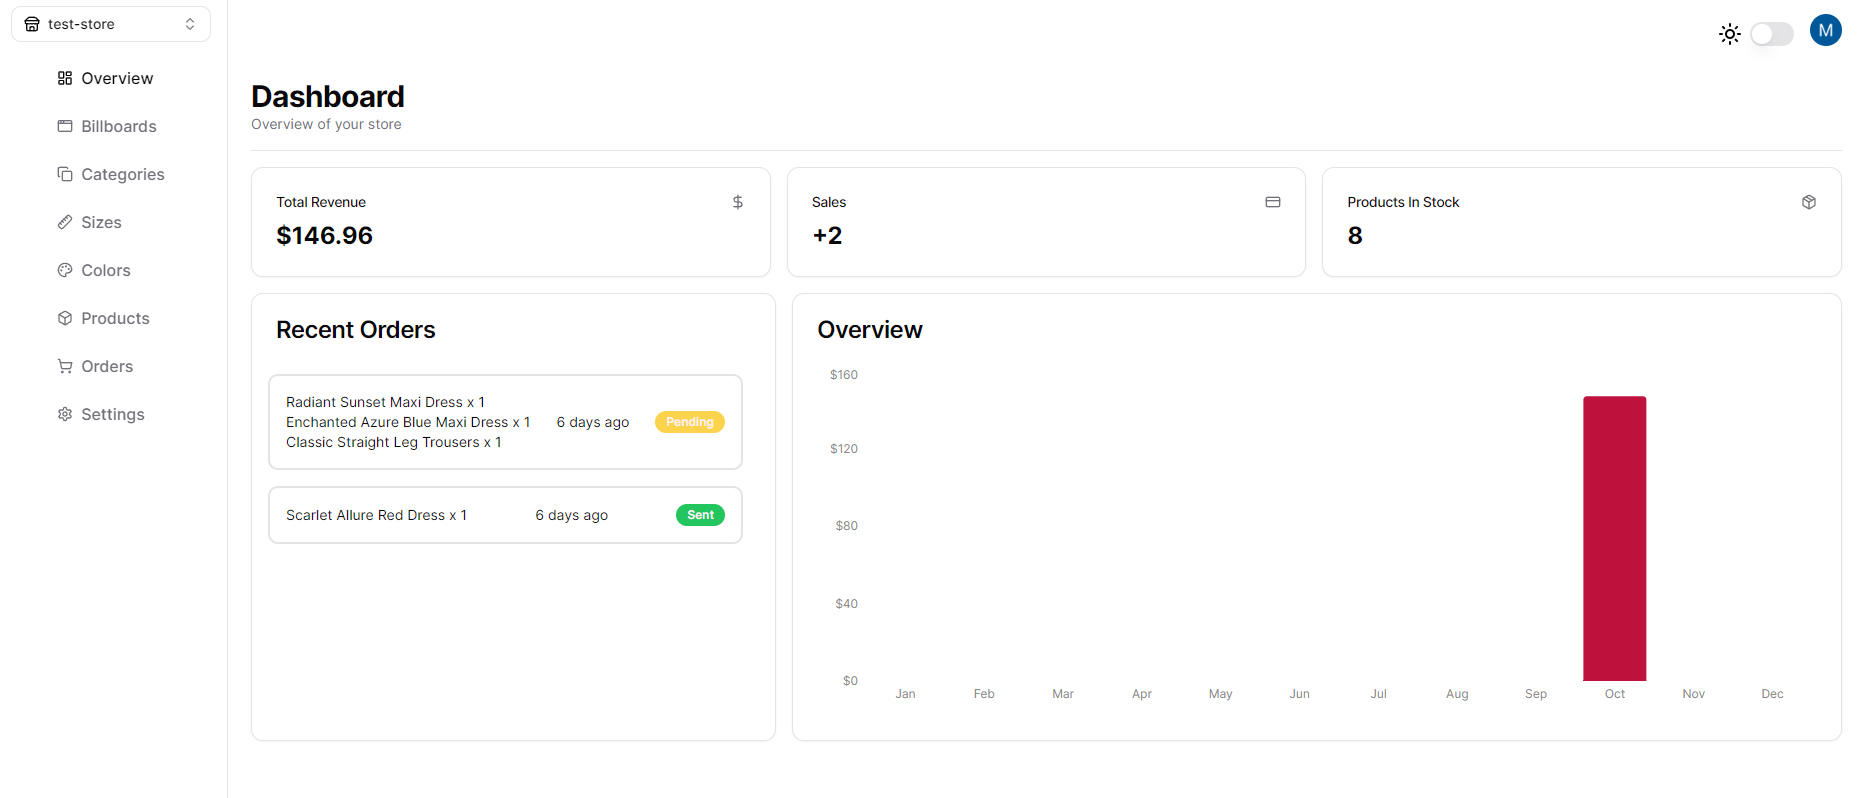 test-store
M
Overview
Billboards
Categories
Sizes
Colors
Products
Orders
Settings
Dashboard
Overview of your store
Total Revenue
$146.96
Sales
+2
Products In Stock
8
Recent Orders
Radiant Sunset Maxi Dress x 1
Enchanted Azure Blue Maxi Dress x 1 6 days ago Pending
Classic Straight Leg Trousers x 1
Scarlet Allure Red Dress x 1 6 days ago Sent
Overview
$160
$120
$80
$40
$0
Jan Feb Mar Apr May Jun Jul Aug Sep Oct Nov Dec